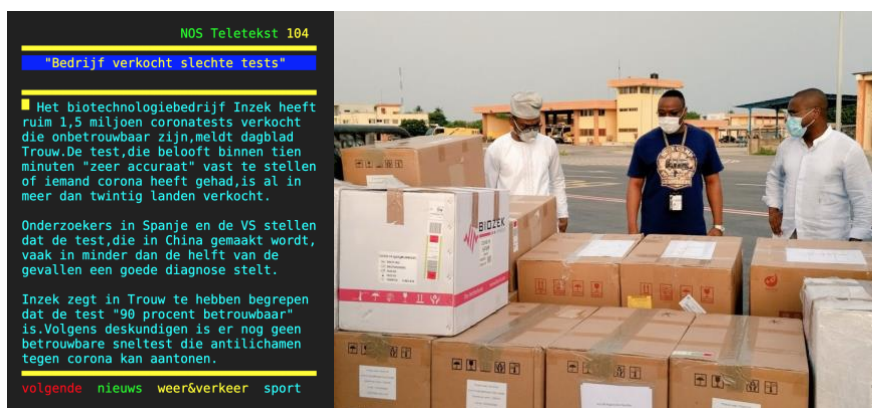 NOS Teletekst 104
"Bedrijf verkocht slechte tests"
Het biotechnologiebedrijf Inzek heeft
ruim 1,5 miljoen coronatests verkocht
die onbetrouwbaar zijn,meldt dagblad
Trouw.De test,die belooft binnen tien
minuten "zeer accuraat" vast te stellen
of iemand corona heeft gehad,is al in
meer dan twintig landen verkocht.
Onderzoekers in Spanje en de VS stellen
dat de test,die in China gemaakt wordt,
vaak in minder dan de helft van de
gevallen een goede diagnose stelt.
Inzek zegt in Trouw te hebben begrepen
dat de test "90 procent betrouwbaar"
is.Volgens deskundigen is er nog geen
betrouwbare sneltest die antilichamen
tegen corona kan aantonen.
volgende nieuws weer&verkeer sport
BIOZEK